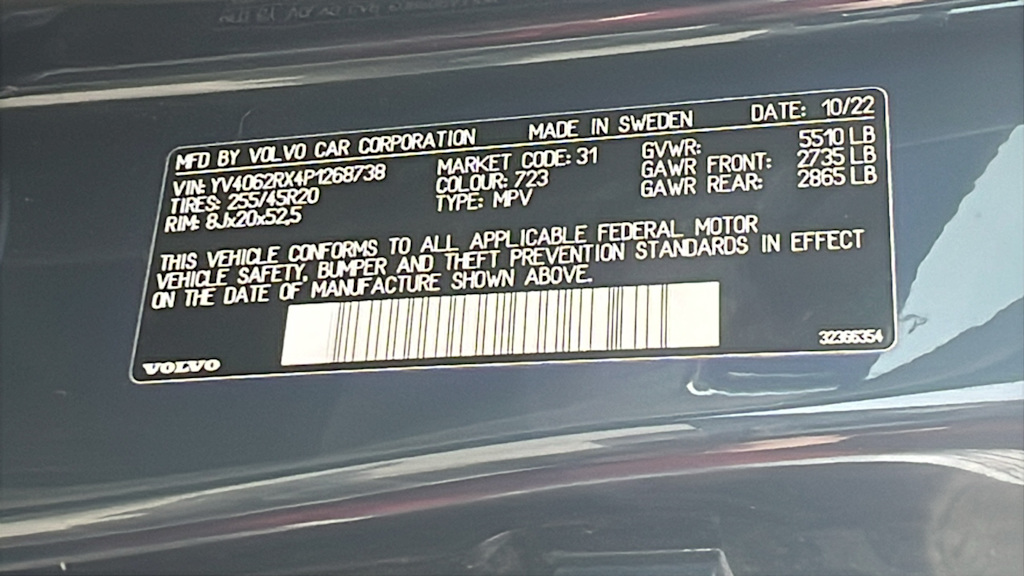 MFD BY VOLVO CAR CORPORATION MADE IN SWEDEN DATE: 10/22
VIN: YV4062RX4P1268738 MARKET CODE: 31 GVWR: 5510 LB
TIRES: 255/45R20 COLOUR: 723 GAWR FRONT: 2735 LB
RIM: 8Jx20x52,5 TYPE: MPV GAWR REAR: 2865 LB
THIS VEHICLE CONFORMS TO ALL APPLICABLE FEDERAL MOTOR
VEHICLE SAFETY, BUMPER AND THEFT PREVENTION STANDARDS IN EFFECT
ON THE DATE OF MANUFACTURE SHOWN ABOVE.
VOLVO 32366354